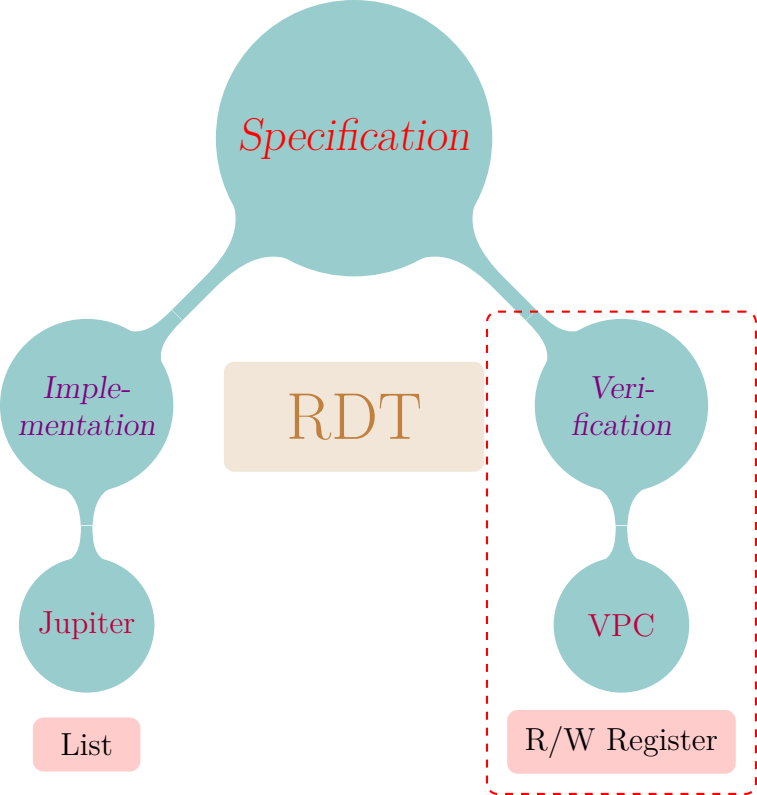 Specification
Imple-
mentation
RDT
Veri-
fication
Jupiter
VPC
List
R/W Register